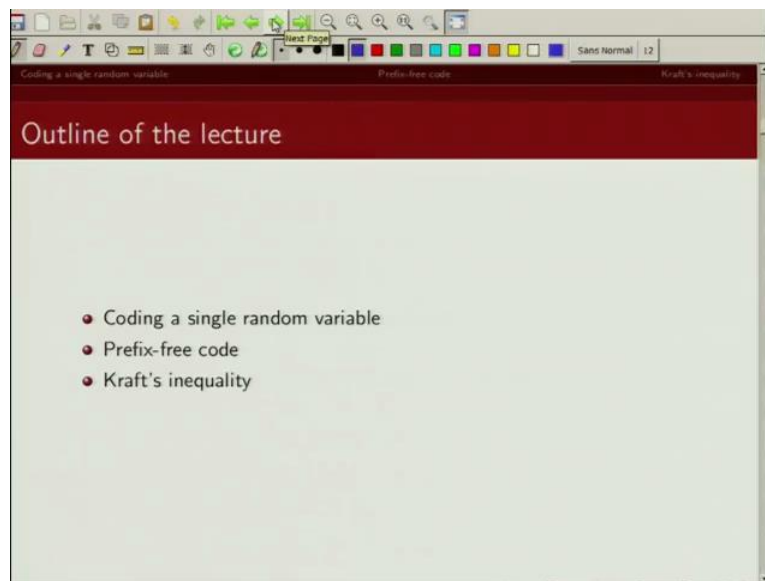 Next Page
T
Sans Normal 12
Coding a single random variable Prefix-free code Kraft's inequality
Outline of the lecture
Coding a single random variable
Prefix-free code
Kraft's inequality